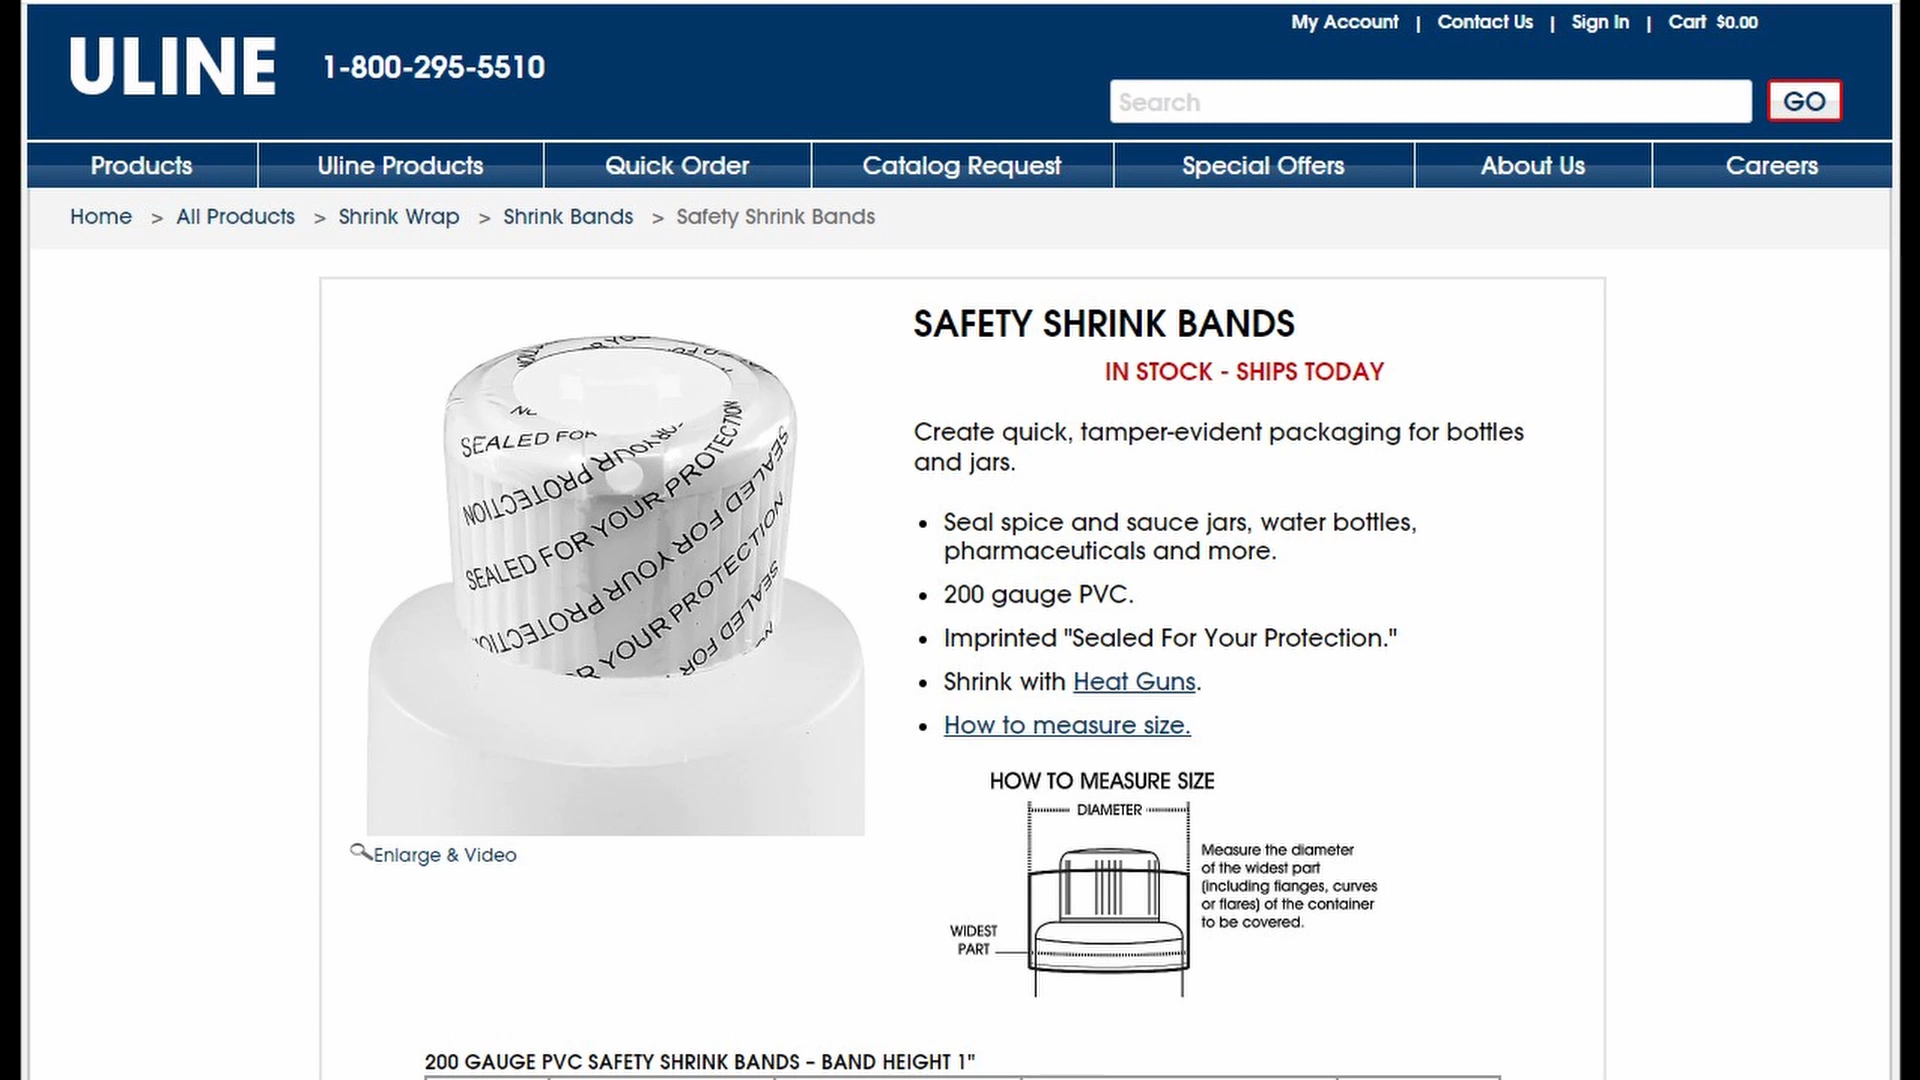 My Account | Contact Us | Sign In | Cart $0.00
ULINE 1-800-295-5510
Search GO
Products Uline Products Quick Order Catalog Request Special Offers About Us Careers
Home > All Products > Shrink Wrap > Shrink Bands > Safety Shrink Bands
SEALED FOR
PROTECTION
SEALED FOR YOUR PROTECTION
SEALED FOR YOUR PROTECTION
YOUR PROTECTION
SEALED FOR
Enlarge & Video
SAFETY SHRINK BANDS
IN STOCK - SHIPS TODAY
Create quick, tamper-evident packaging for bottles
and jars.
• Seal spice and sauce jars, water bottles,
pharmaceuticals and more.
• 200 gauge PVC.
• Imprinted "Sealed For Your Protection."
• Shrink with Heat Guns.
• How to measure size.
HOW TO MEASURE SIZE
DIAMETER
Measure the diameter
of the widest part
(including flanges, curves
or flares) of the container
to be covered.
WIDEST
PART
200 GAUGE PVC SAFETY SHRINK BANDS – BAND HEIGHT 1"